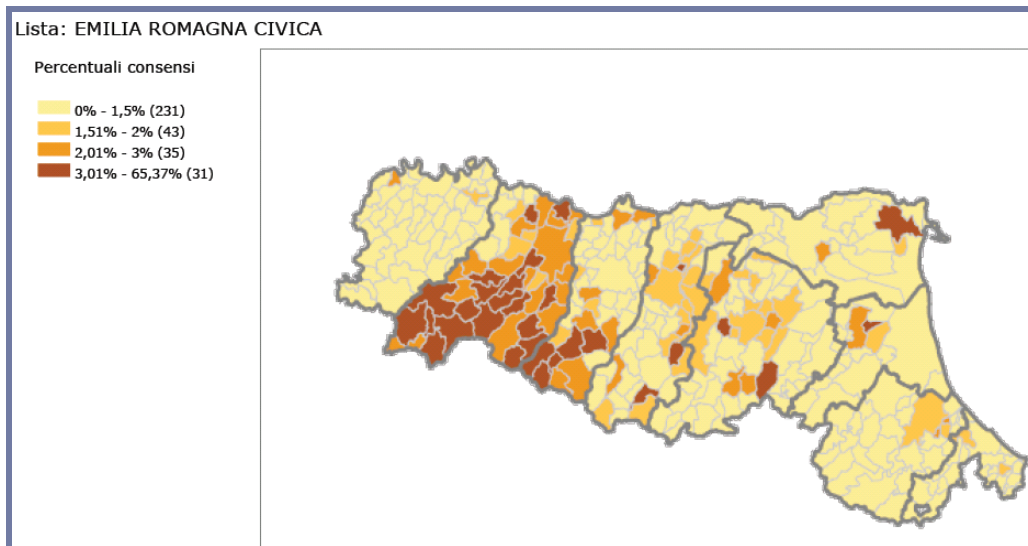 Lista: EMILIA ROMAGNA CIVICA
Percentuali consensi
0% - 1,5% (231)
1,51% - 2% (43)
2,01% - 3% (35)
3,01% - 65,37% (31)